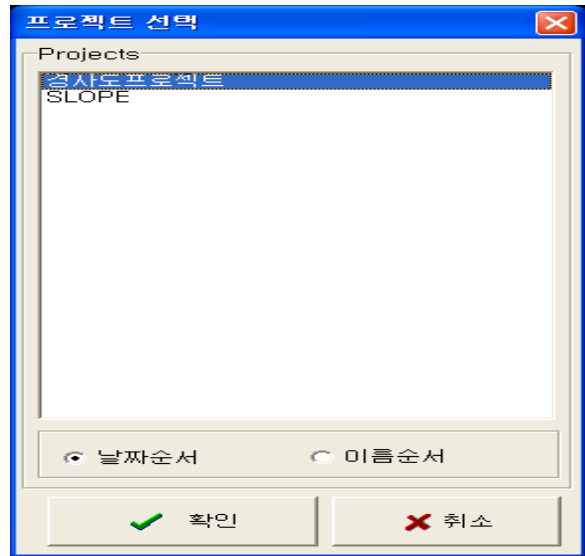 프로젝트 선택
Projects
경사도프로젝트
SLOPE
날짜순서 이름순서
확인 취소